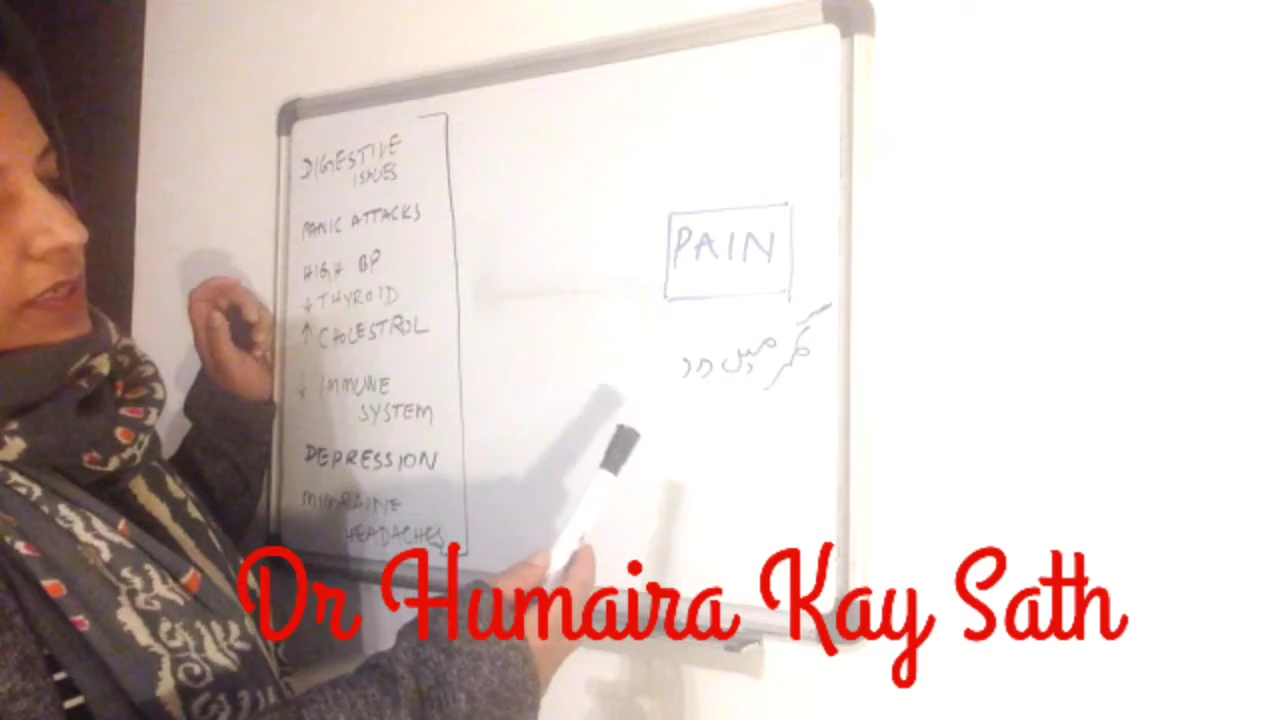 DIGESTIVE
ISSUES
PANIC ATTACKS
HIGH BP
↓ THYROID
↑ CHOLESTROL
↓ IMMUNE
SYSTEM
DEPRESSION
MIGRAINE
HEADACHES
PAIN
کمر میں درد
Dr Humaira Kay Sath